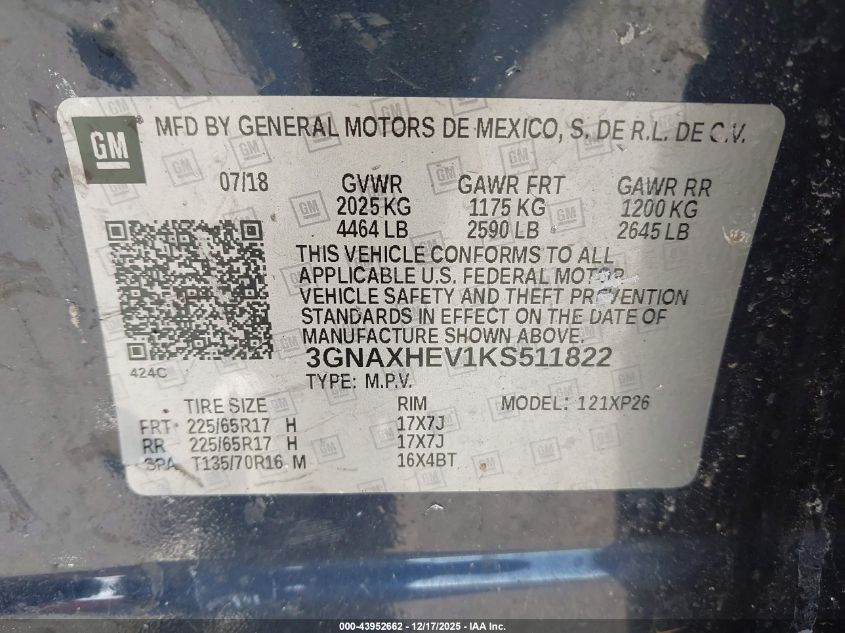 GM MFD BY GENERAL MOTORS DE MEXICO, S. DE R.L. DE C.V.
07/18 GVWR GAWR FRT GAWR RR
2025 KG 1175 KG 1200 KG
4464 LB 2590 LB 2645 LB
THIS VEHICLE CONFORMS TO ALL
APPLICABLE U.S. FEDERAL MOTOR
VEHICLE SAFETY AND THEFT PREVENTION
STANDARDS IN EFFECT ON THE DATE OF
MANUFACTURE SHOWN ABOVE.
3GNAXHEV1KS511822
424C
TYPE: M.P.V.
TIRE SIZE RIM MODEL: 121XP26
FRT 225/65R17 H 17X7J
RR 225/65R17 H 17X7J
SPA T135/70R16 M 16X4BT
000-43952662 - 12/17/2025 - IAA Inc.